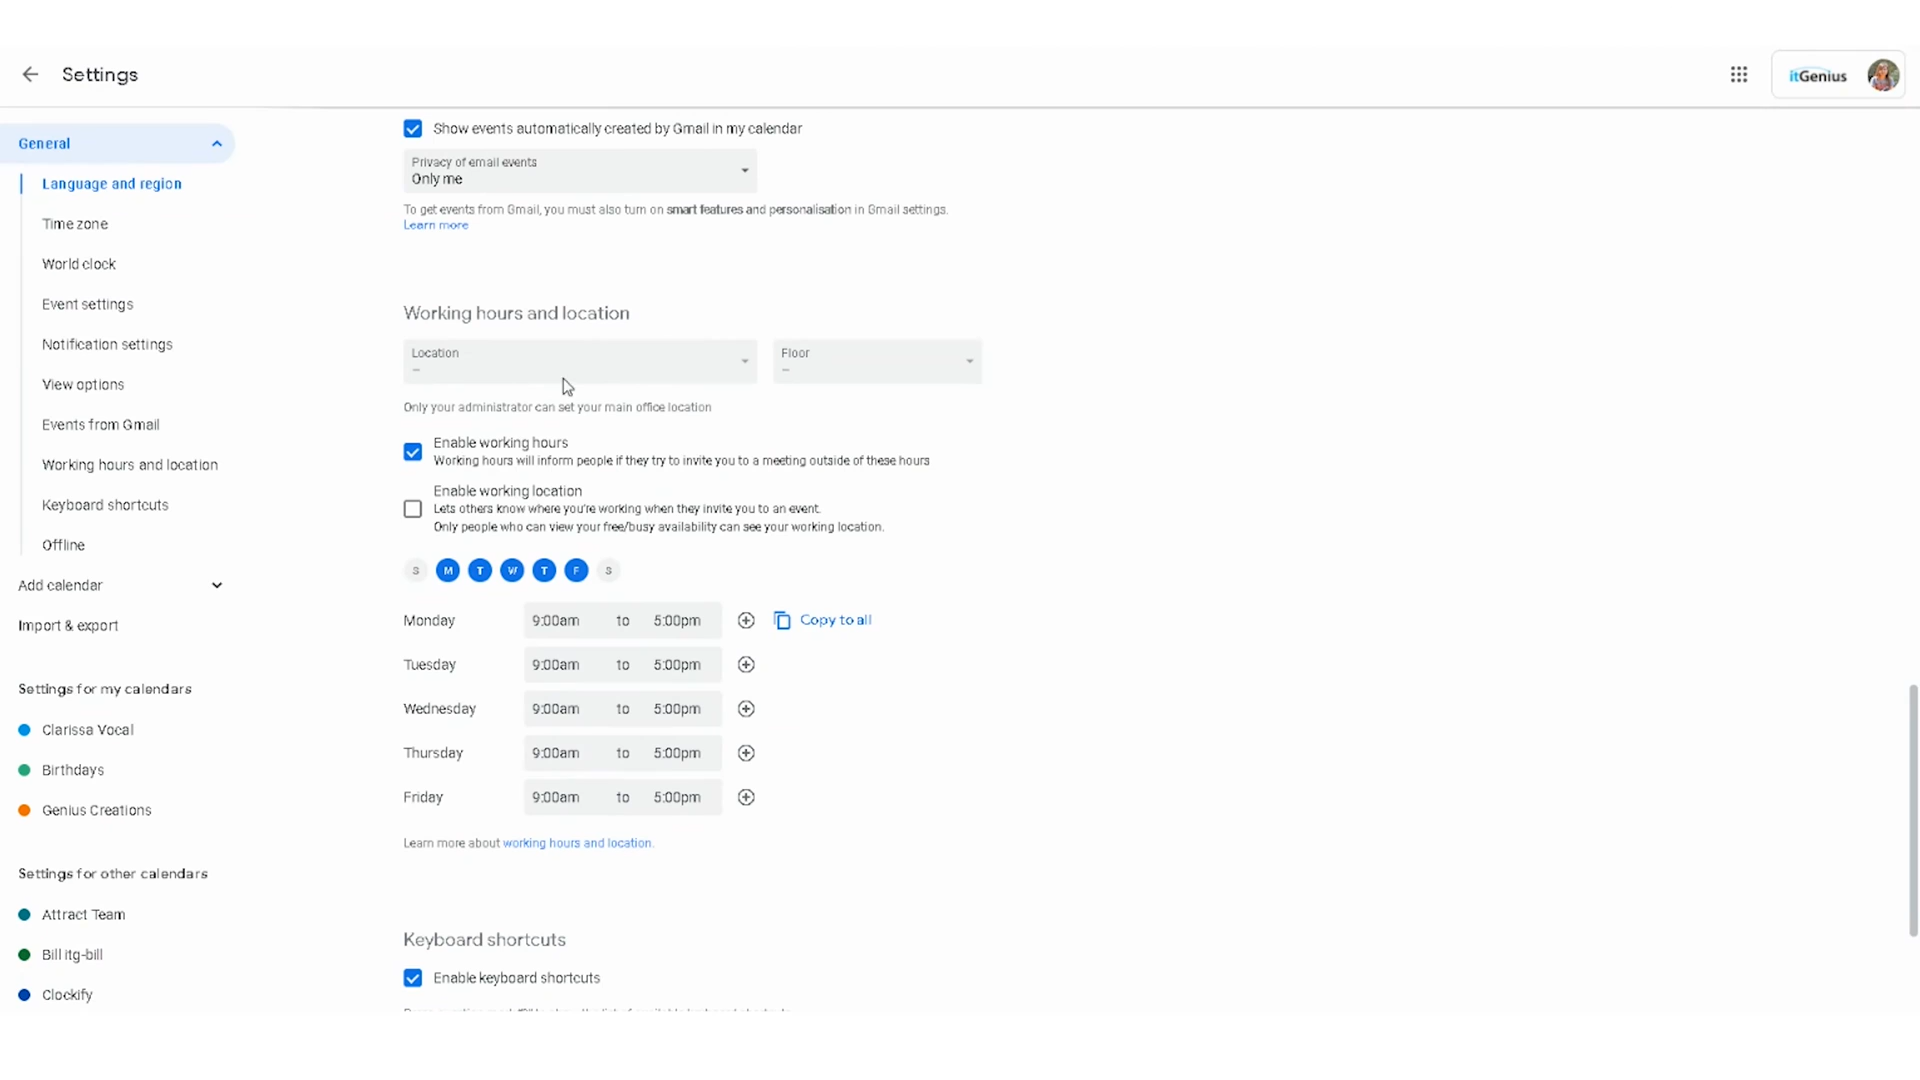 Settings
itGenius
General
Language and region
Time zone
World clock
Event settings
Notification settings
View options
Events from Gmail
Working hours and location
Keyboard shortcuts
Offline
Add calendar
Import & export
Settings for my calendars
Clarissa Vocal
Birthdays
Genius Creations
Settings for other calendars
Attract Team
Bill itg-bill
Clockify
Show events automatically created by Gmail in my calendar
Privacy of email events
Only me
To get events from Gmail, you must also turn on smart features and personalisation in Gmail settings.
Learn more
Working hours and location
Location
–
Floor
–
Only your administrator can set your main office location
Enable working hours
Working hours will inform people if they try to invite you to a meeting outside of these hours
Enable working location
Lets others know where you're working when they invite you to an event.
Only people who can view your free/busy availability can see your working location.
S M T W T F S
Monday 9:00am to 5:00pm Copy to all
Tuesday 9:00am to 5:00pm
Wednesday 9:00am to 5:00pm
Thursday 9:00am to 5:00pm
Friday 9:00am to 5:00pm
Learn more about working hours and location.
Keyboard shortcuts
Enable keyboard shortcuts